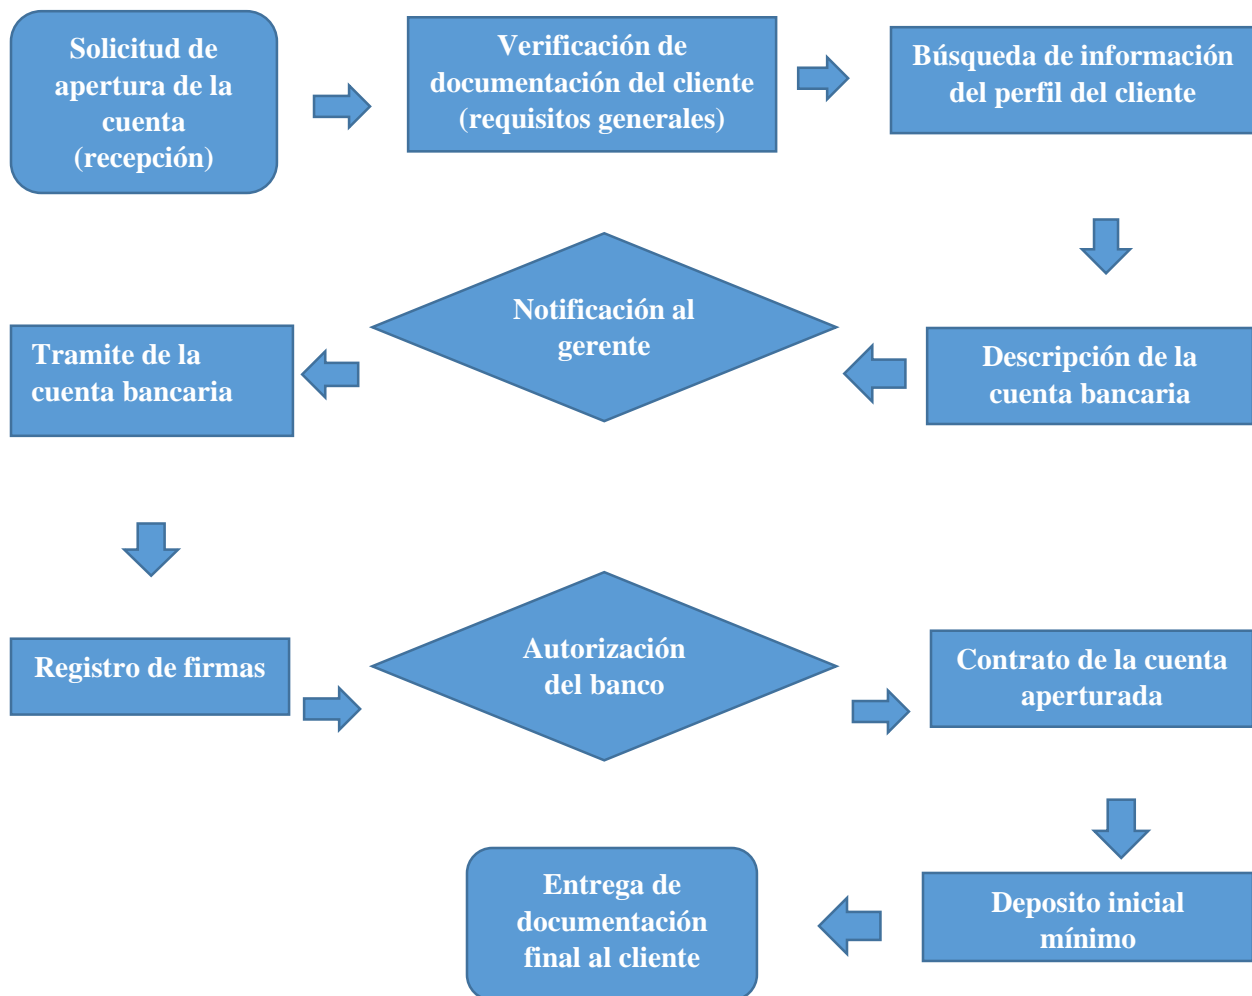 Solicitud de
apertura de la
cuenta
(recepción)
Verificación de
documentación del cliente
(requisitos generales)
Búsqueda de información
del perfil del cliente
Descripción de la
cuenta bancaria
Notificación al
gerente
Tramite de la
cuenta bancaria
Registro de firmas
Autorización
del banco
Contrato de la cuenta
aperturada
Deposito inicial
mínimo
Entrega de
documentación
final al cliente